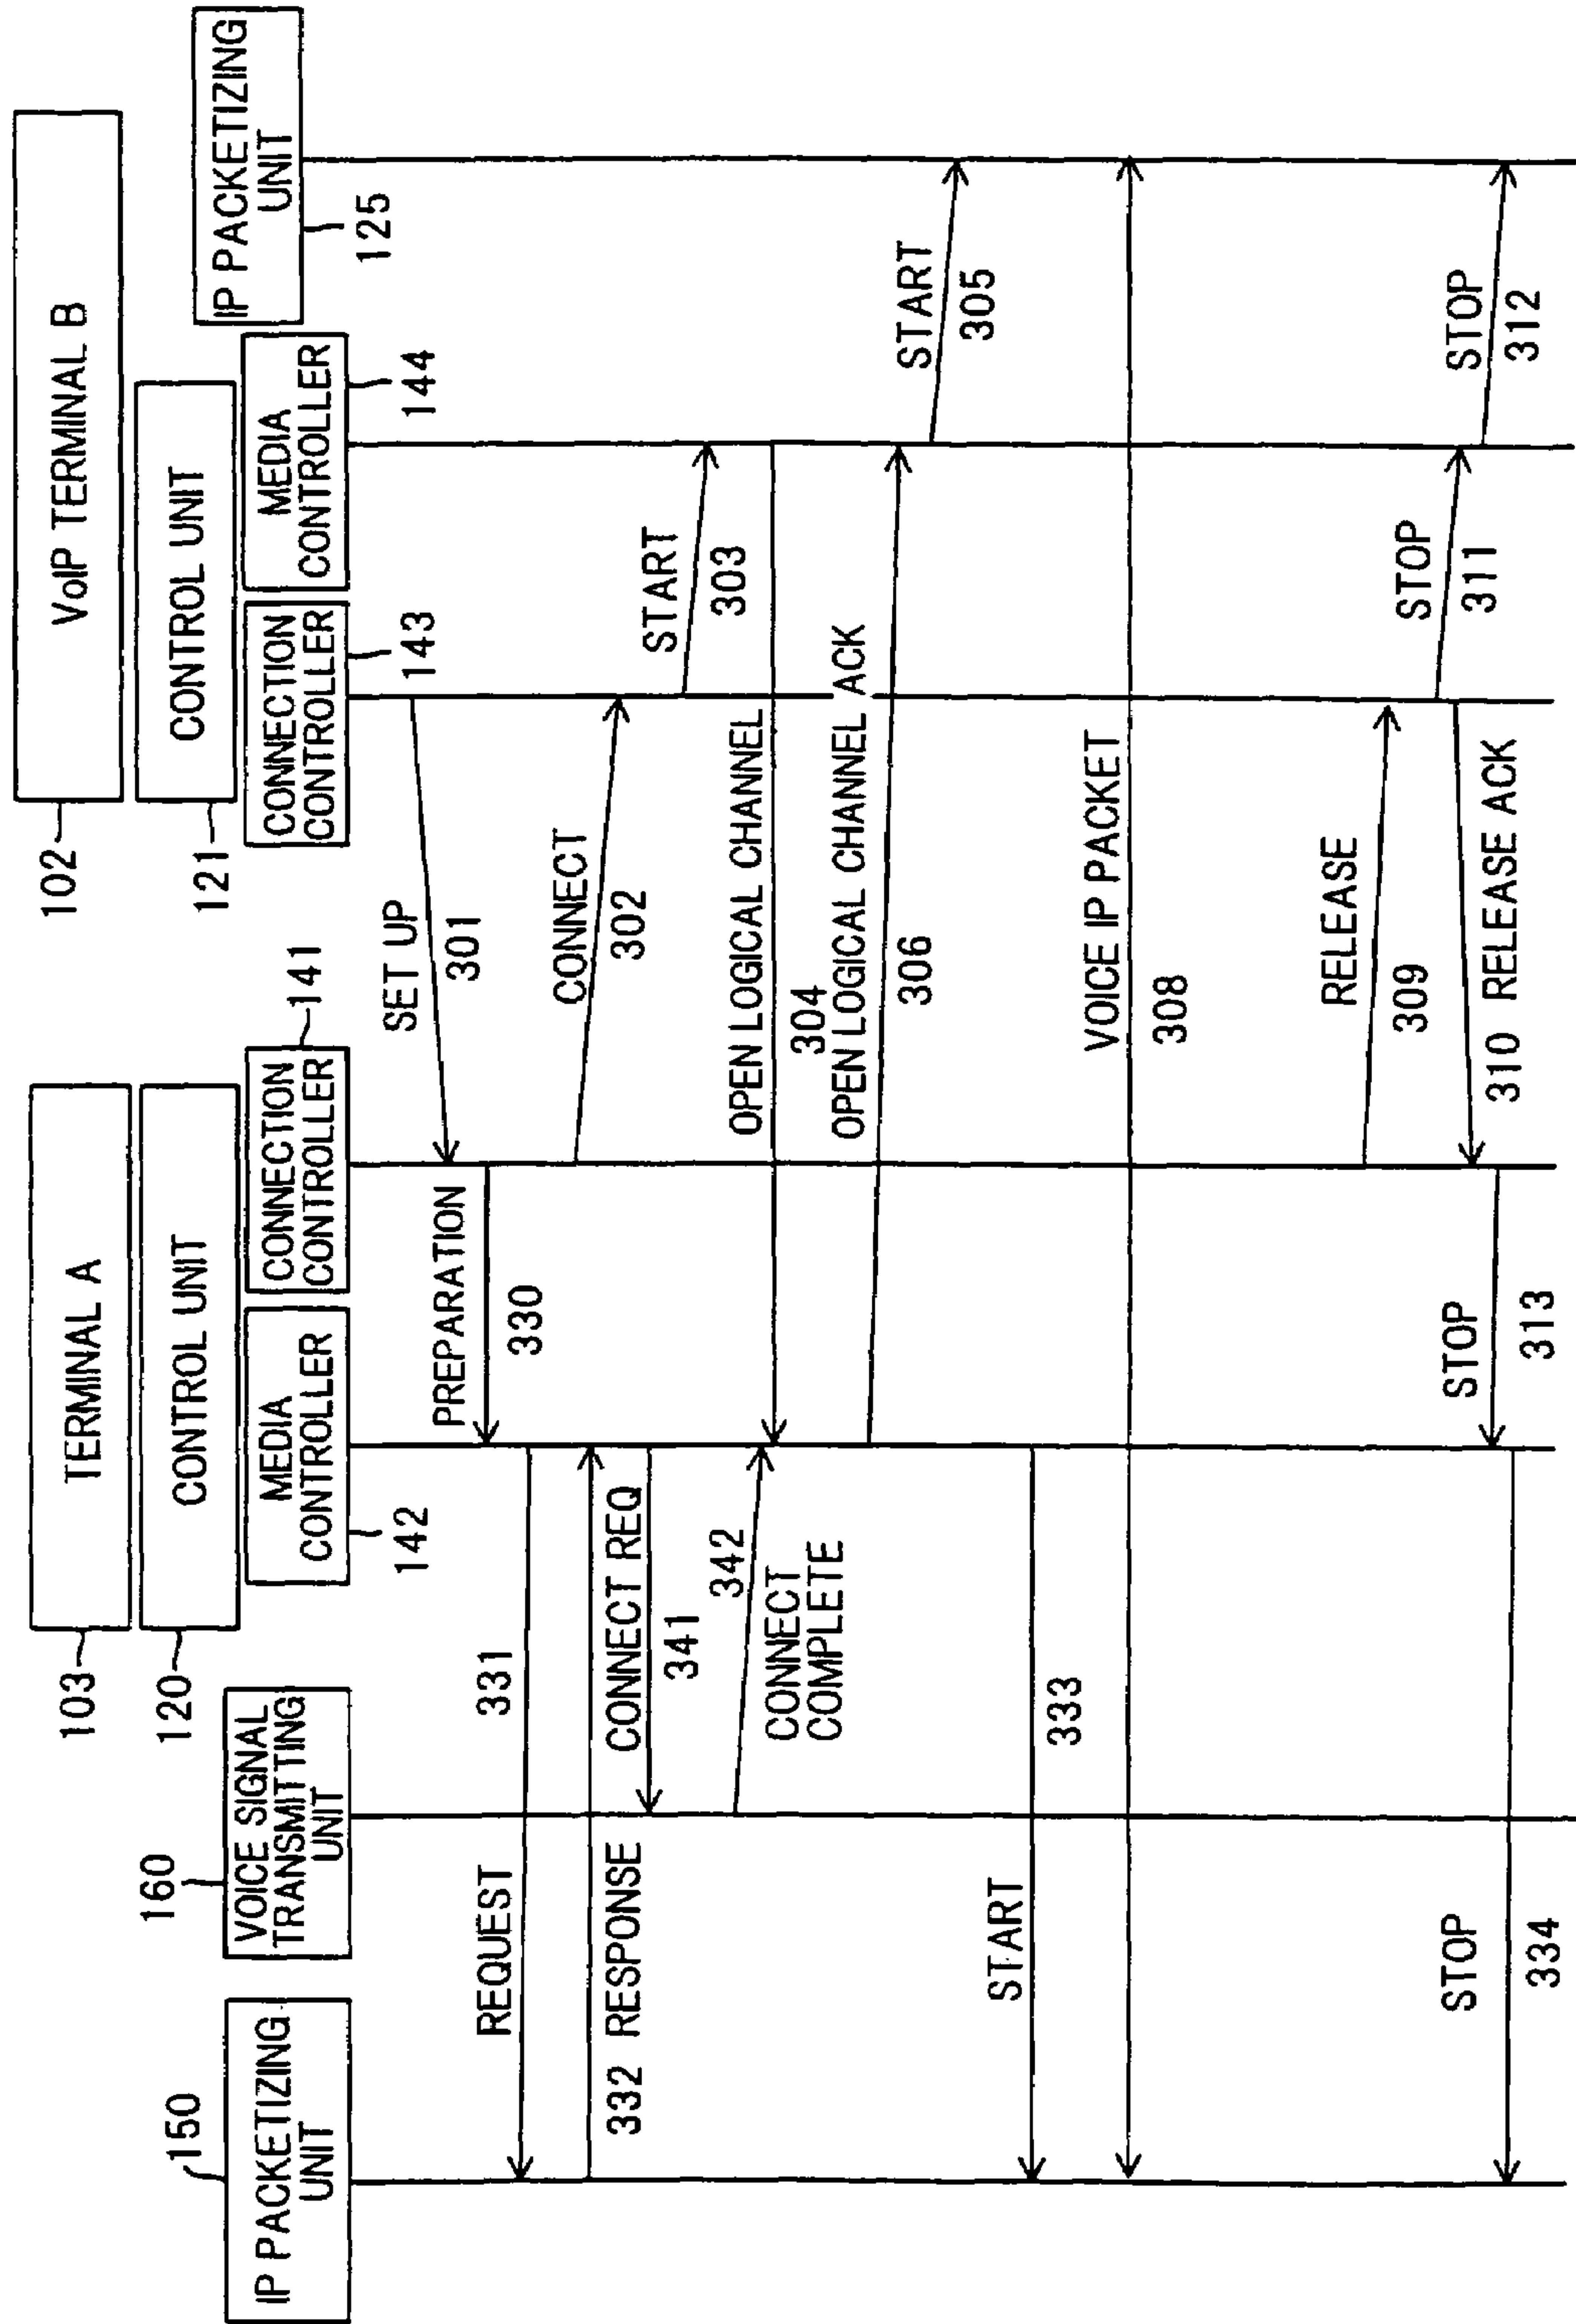 103
TERMINAL A
102
VoIP TERMINAL B
120
CONTROL UNIT
121
CONTROL UNIT
150
IP PACKETIZING
UNIT
160
VOICE SIGNAL
TRANSMITTING
UNIT
MEDIA
CONTROLLER
142
CONNECTION
CONTROLLER
141
CONNECTION
CONTROLLER
143
MEDIA
CONTROLLER
144
IP PACKETIZING
UNIT
125
SET UP
301
PREPARATION
330
REQUEST
331
CONNECT
302
332 RESPONSE
CONNECT REQ
341
START
303
342
CONNECT
COMPLETE
OPEN LOGICAL CHANNEL
304
OPEN LOGICAL CHANNEL ACK
306
START
305
START
333
VOICE IP PACKET
308
RELEASE
309
STOP
311
310 RELEASE ACK
STOP
312
STOP
313
STOP
334